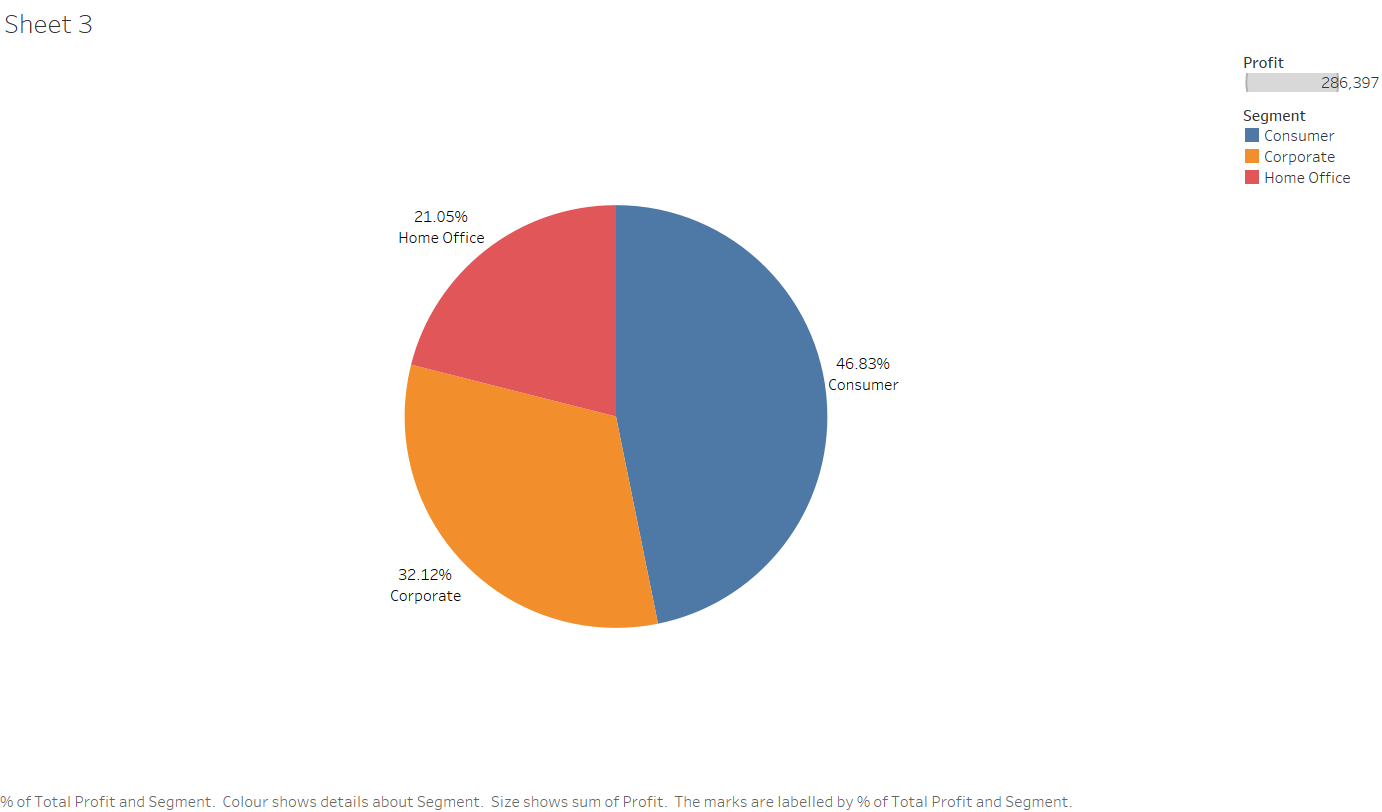 Sheet 3
Profit
286,397
Segment
Consumer
Corporate
Home Office
21.05%
Home Office
46.83%
Consumer
32.12%
Corporate
% of Total Profit and Segment.  Colour shows details about Segment.  Size shows sum of Profit.  The marks are labelled by % of Total Profit and Segment.